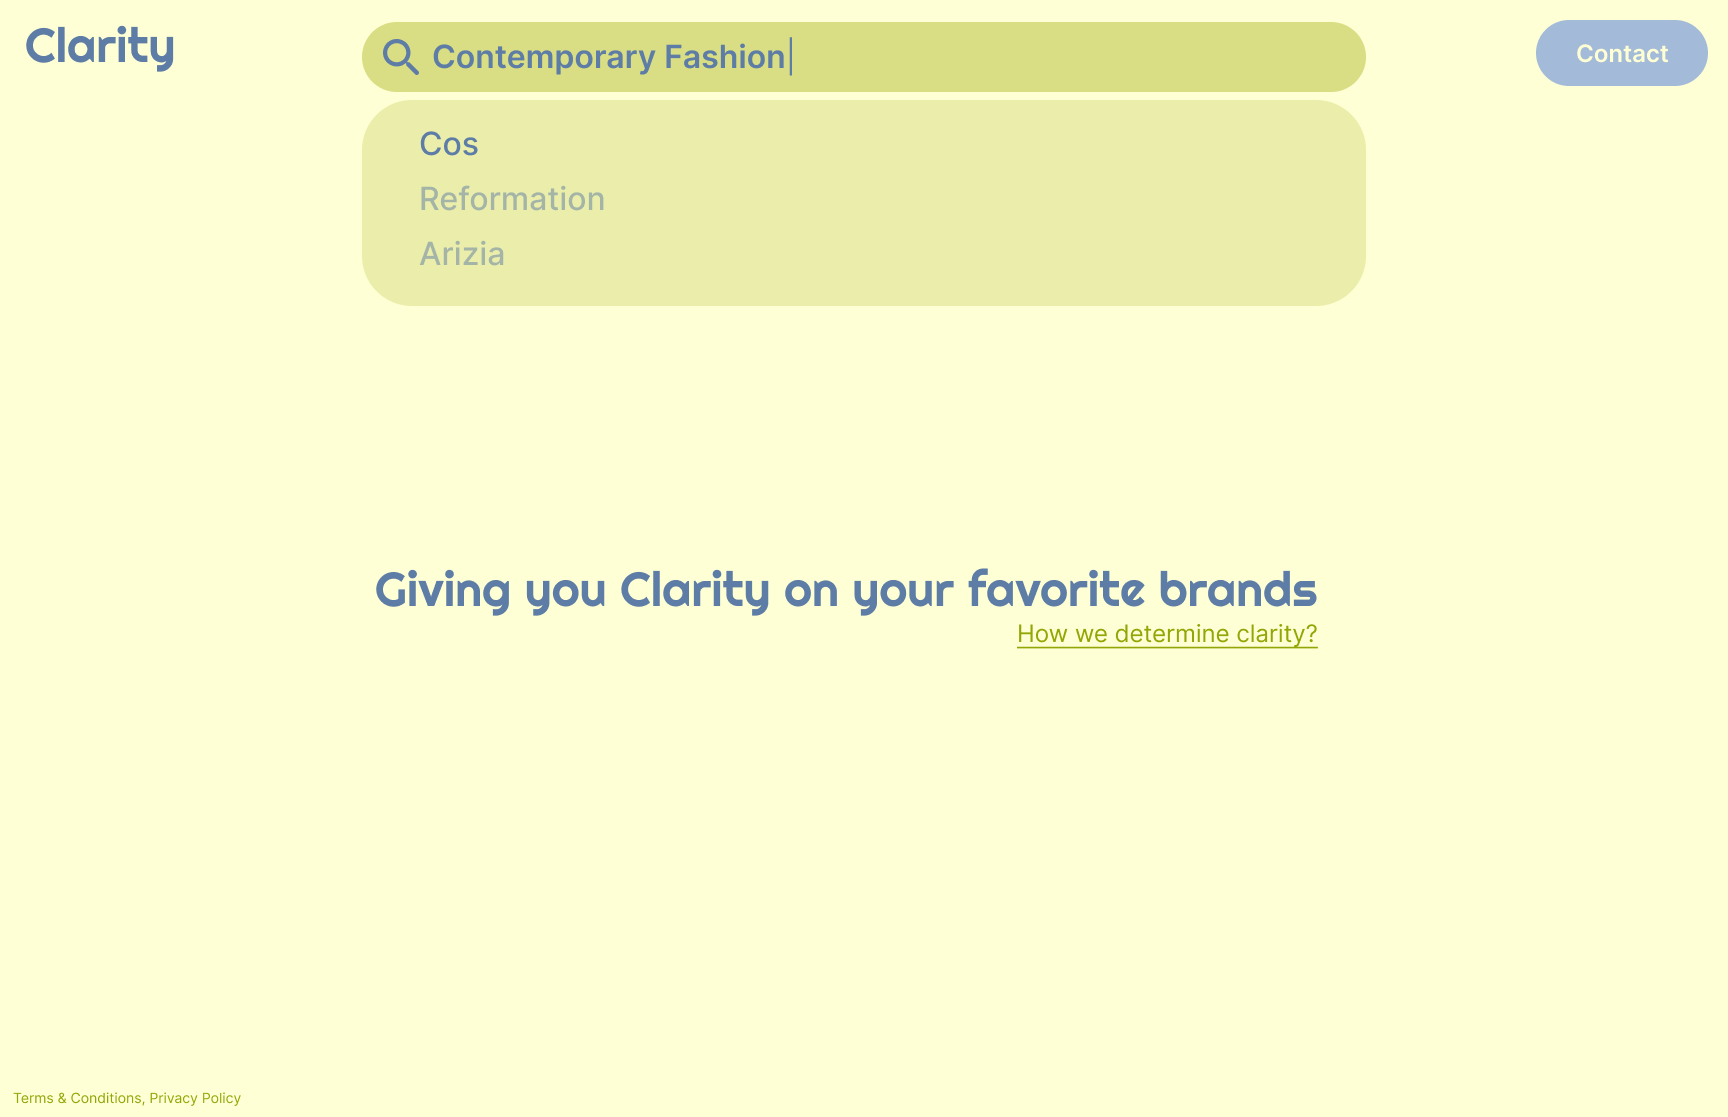 Clarity
Contemporary Fashion
Contact
Cos
Reformation
Arizia
Giving you Clarity on your favorite brands
How we determine clarity?
Terms & Conditions, Privacy Policy